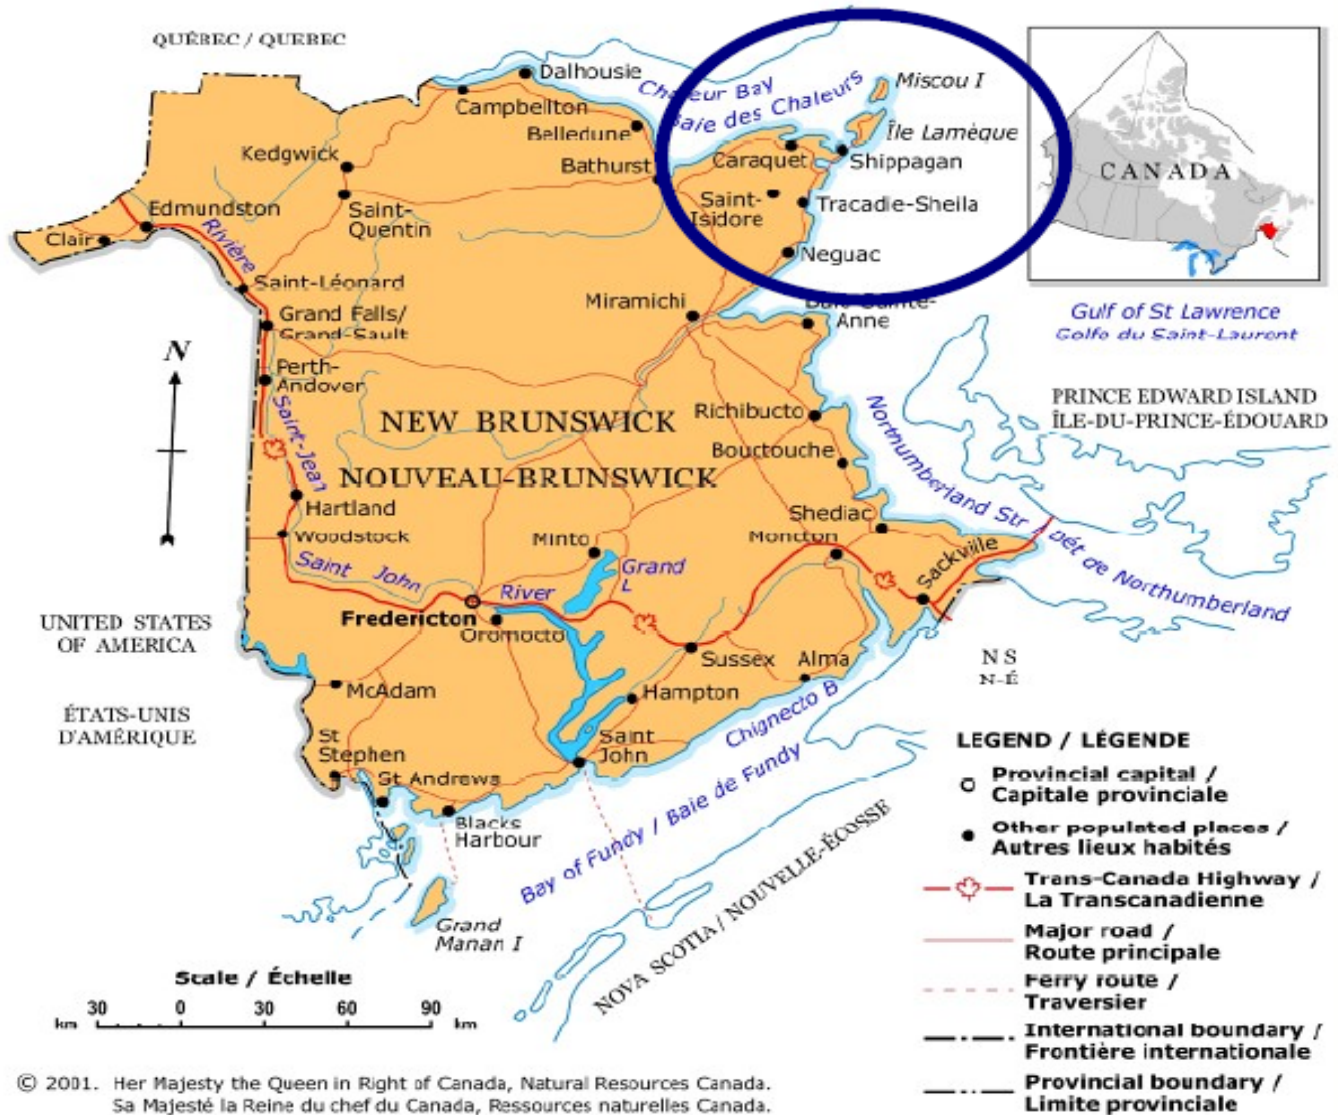 QUÉBEC / QUEBEC
Dalhousie
Campbellton
Chaleur Bay
Baie des Chaleurs
Miscou I
Île Lamèque
Belledune
Kedgwick
Bathurst
Caraquet
Shippagan
CANADA
Saint-
Quentin
Saint-
Isidore
Tracadie-Sheila
Edmundston
Clair
Rivière
Neguac
Saint-Léonard
Miramichi
Baie-Sainte-
Anne
Gulf of St Lawrence
Golfe du Saint-Laurent
Grand Falls/
Grand-Sault
N
Perth-
Andover
Saint-Jean
NEW BRUNSWICK
NOUVEAU-BRUNSWICK
Richibucto
Bouctouche
PRINCE EDWARD ISLAND
ÎLE-DU-PRINCE-ÉDOUARD
Northumberland Str
Hartland
Woodstock
Shediac
Moncton
Minto
Grand
L
Sackville
de Northumberland
Saint John River
Fredericton
Oromocto
UNITED STATES
OF AMERICA
ÉTATS-UNIS
D'AMÉRIQUE
Sussex
Alma
N S
N-É
McAdam
Hampton
Chignecto B
St
Stephen
Saint
John
St Andrews
Blacks
Harbour
Bay of Fundy / Baie de Fundy
Grand
Manan I
NOVA SCOTIA / NOUVELLE-ÉCOSSE
LEGEND / LÉGENDE
Provincial capital /
Capitale provinciale
Other populated places /
Autres lieux habités
Trans-Canada Highway /
La Transcanadienne
Major road /
Route principale
Ferry route /
Traversier
International boundary /
Frontière internationale
Provincial boundary /
Limite provinciale
Scale / Échelle
30 0 30 60 90
km km
© 2001. Her Majesty the Queen in Right of Canada, Natural Resources Canada.
Sa Majesté la Reine du chef du Canada, Ressources naturelles Canada.